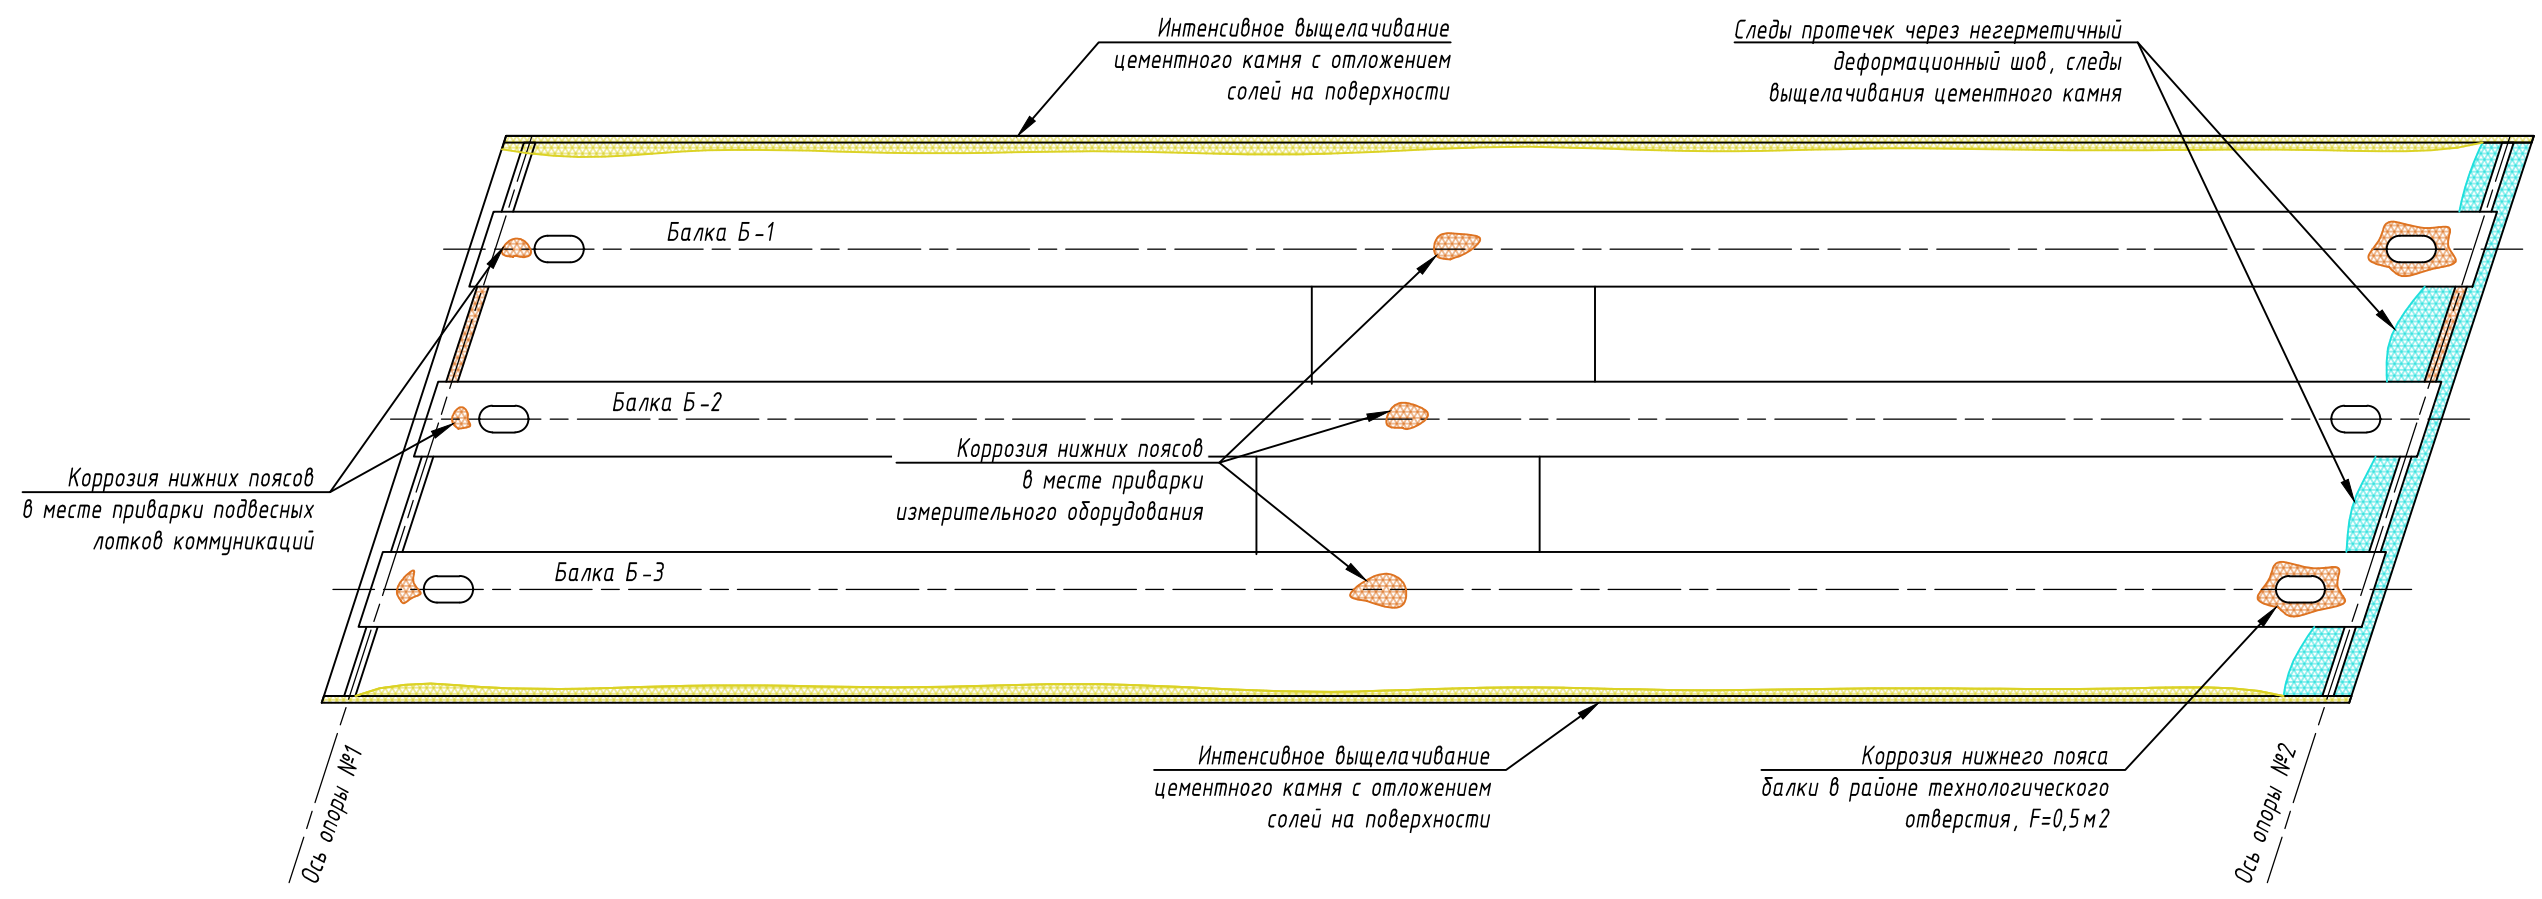 Интенсивное выщелачивание
цементного камня с отложением
солей на поверхности
Следы протечек через негерметичный
деформационный шов, следы
выщелачивания цементного камня
Балка Б-1
Балка Б-2
Коррозия нижних поясов
в месте приварки
измерительного оборудования
Коррозия нижних поясов
в месте приварки подвесных
лотков коммуникаций
Балка Б-3
Интенсивное выщелачивание
цементного камня с отложением
солей на поверхности
Коррозия нижнего пояса
балки в районе технологического
отверстия, F=0,5м2
Ось опоры №1
Ось опоры №2